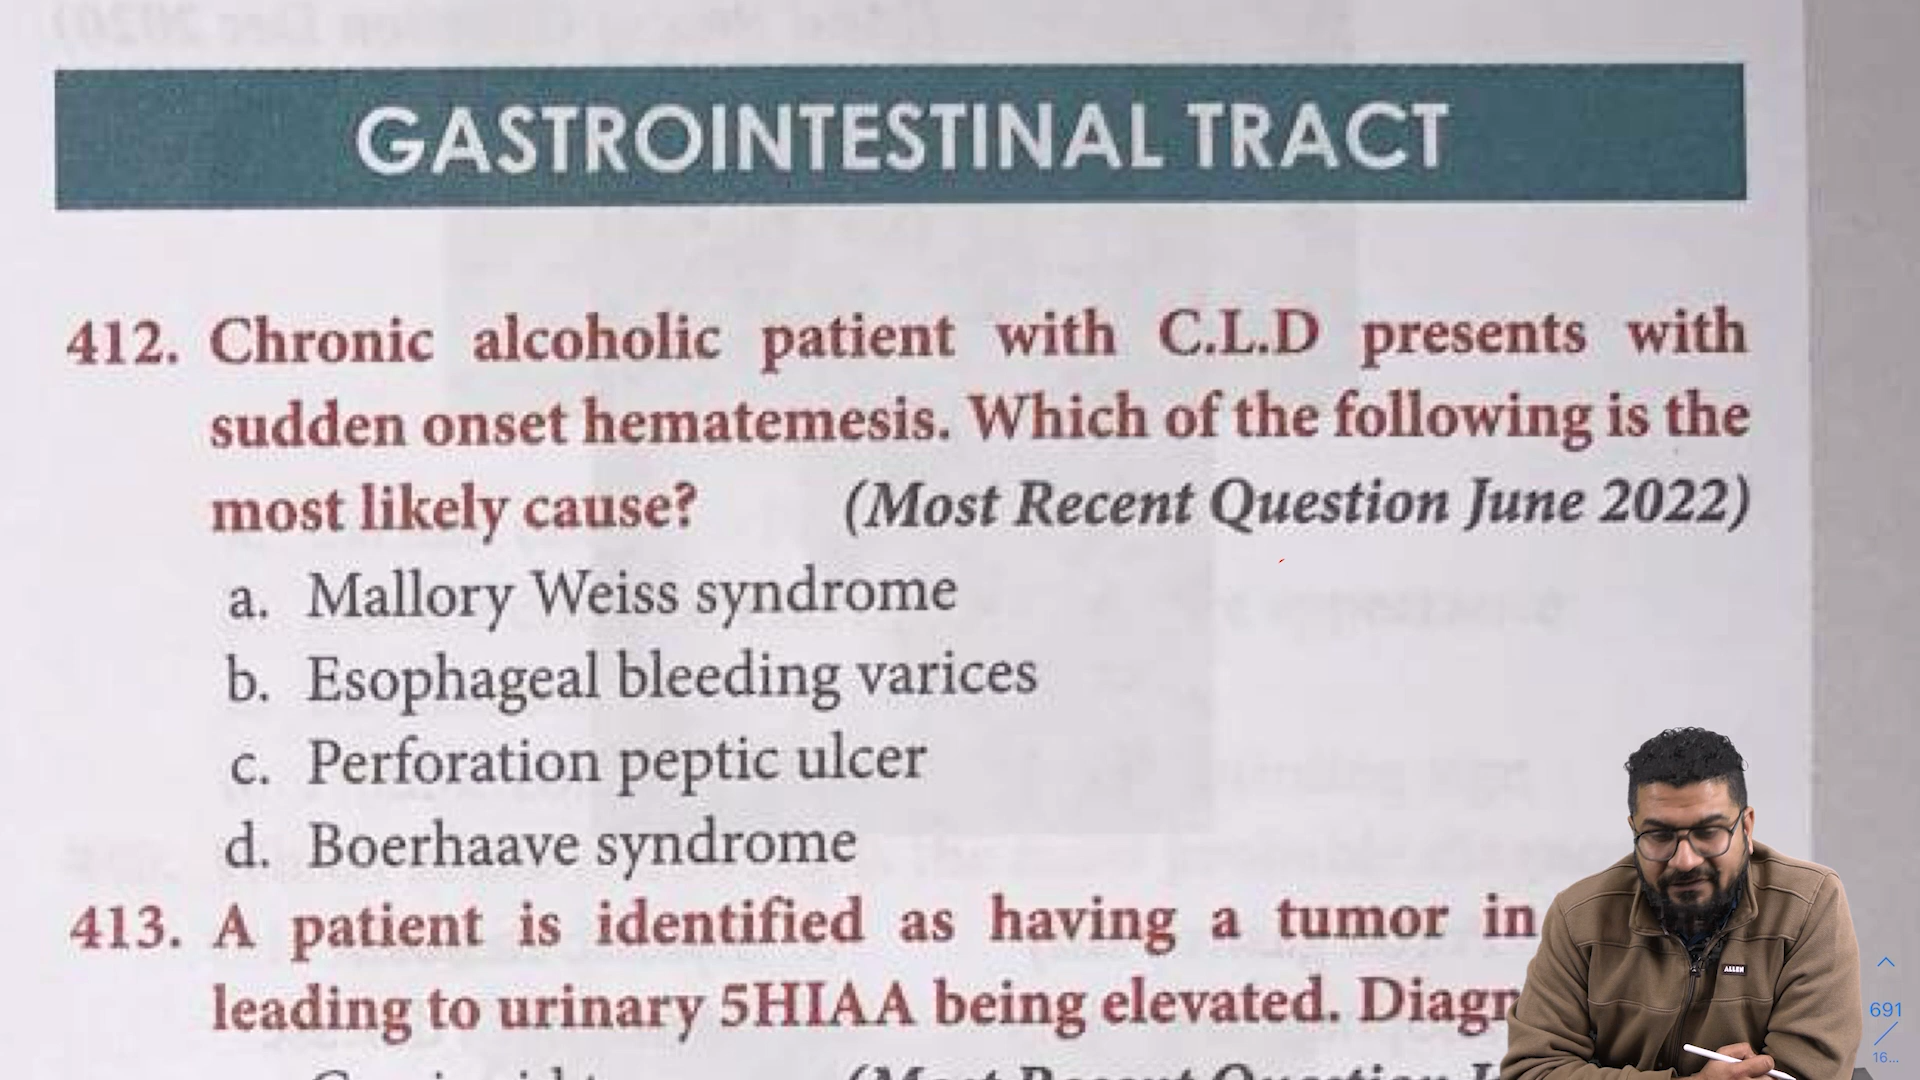 GASTROINTESTINAL TRACT
412. Chronic alcoholic patient with C.L.D presents with
sudden onset hematemesis. Which of the following is the
most likely cause? (Most Recent Question June 2022)
a. Mallory Weiss syndrome
b. Esophageal bleeding varices
c. Perforation peptic ulcer
d. Boerhaave syndrome
413. A patient is identified as having a tumor in
leading to urinary 5HIAA being elevated.
ALLEN
691
16...